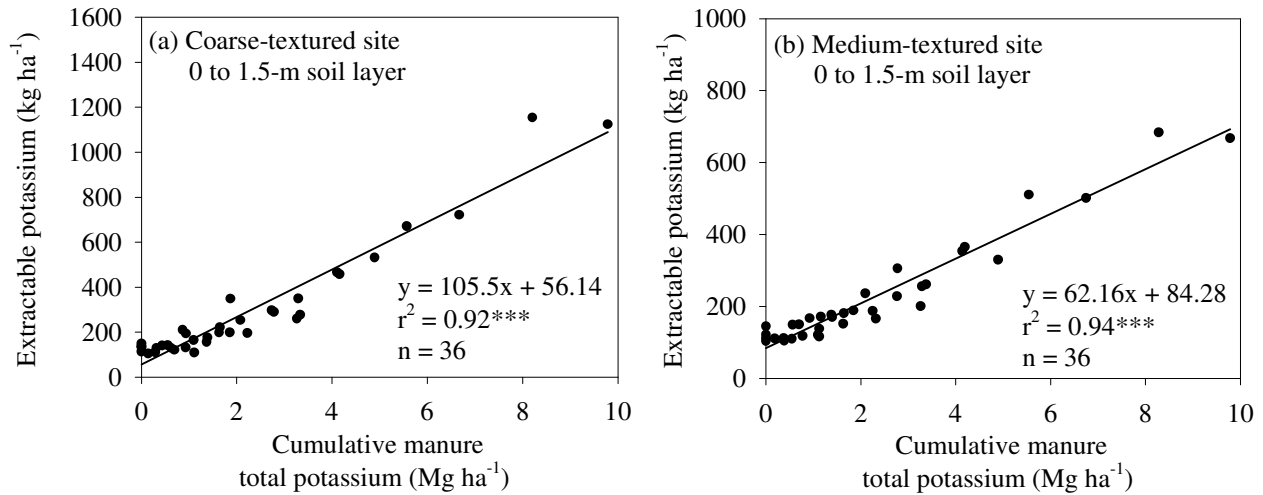 1600
1400
1200
1000
800
600
400
200
0
Extractable potassium (kg ha⁻¹)
(a) Coarse-textured site
0 to 1.5-m soil layer
y = 105.5x + 56.14
r² = 0.92***
n = 36
0 2 4 6 8 10
Cumulative manure
total potassium (Mg ha⁻¹)
1000
800
600
400
200
0
Extractable potassium (kg ha⁻¹)
(b) Medium-textured site
0 to 1.5-m soil layer
y = 62.16x + 84.28
r² = 0.94***
n = 36
0 2 4 6 8 10
Cumulative manure
total potassium (Mg ha⁻¹)